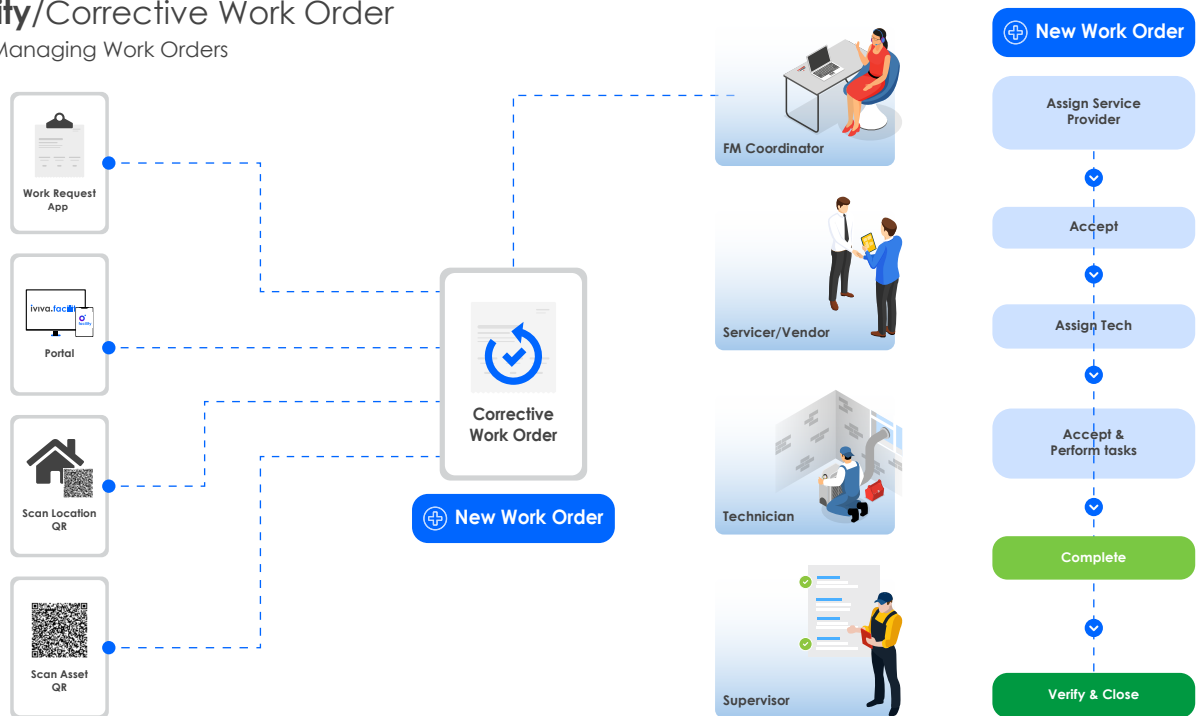 ity/Corrective Work Order
Managing Work Orders
Work Request
App
iviva.facilit
facility
Portal
Scan Location
QR
Scan Asset
QR
Corrective
Work Order
New Work Order
FM Coordinator
Servicer/Vendor
Technician
Supervisor
New Work Order
Assign Service
Provider
Accept
Assign Tech
Accept &
Perform tasks
Complete
Verify & Close